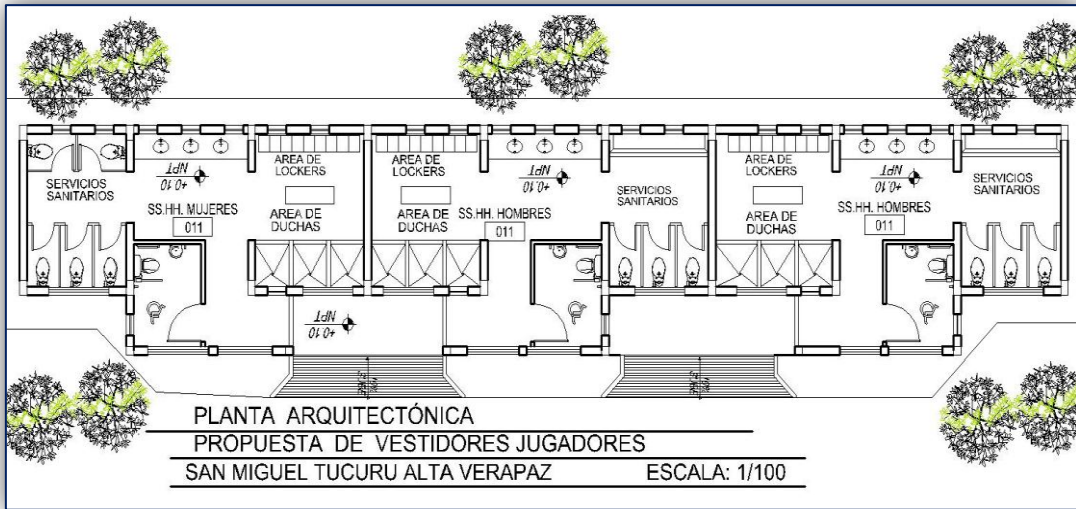 AREA DE
LOCKERS
AREA DE
LOCKERS
AREA DE
LOCKERS
+0.10
NPT
+0.10
NPT
+0.10
NPT
SERVICIOS
SANITARIOS
SERVICIOS
SANITARIOS
SERVICIOS
SANITARIOS
SS.HH. MUJERES
011
AREA DE
DUCHAS
AREA DE
DUCHAS
SS.HH. HOMBRES
011
AREA DE
DUCHAS
SS.HH. HOMBRES
011
+0.10
NPT
PLANTA ARQUITECTÓNICA
PROPUESTA DE VESTIDORES JUGADORES
SAN MIGUEL TUCURU ALTA VERAPAZ ESCALA: 1/100